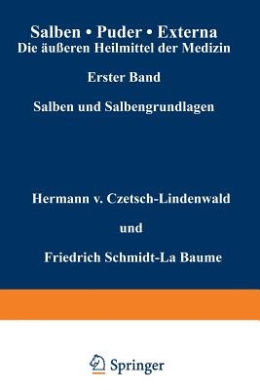 Salben • Puder • Externa
Die äußeren Heilmittel der Medizin
Erster Band
Salben und Salbengrundlagen
Hermann v. Czetsch-Lindenwald
und
Friedrich Schmidt-La Baume
Springer